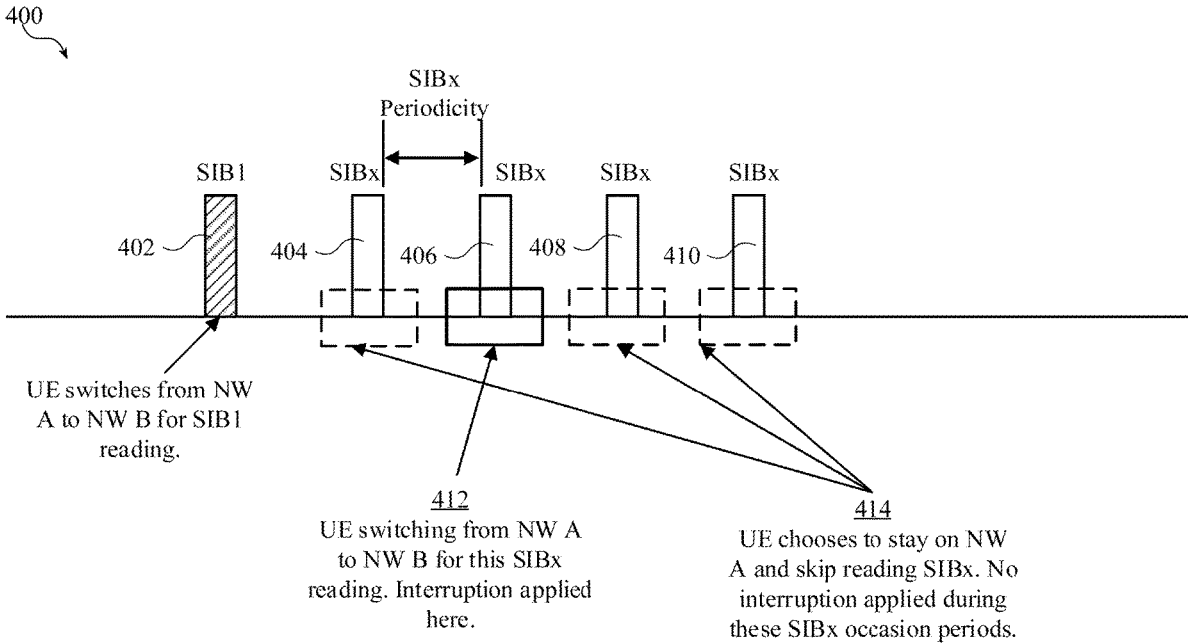 400
SIBx
Periodicity
SIB1
SIBx
SIBx
SIBx
SIBx
402
404
406
408
410
UE switches from NW
A to NW B for SIB1
reading.
412
UE switching from NW A
to NW B for this SIBx
reading. Interruption applied
here.
414
UE chooses to stay on NW
A and skip reading SIBx. No
interruption applied during
these SIBx occasion periods.